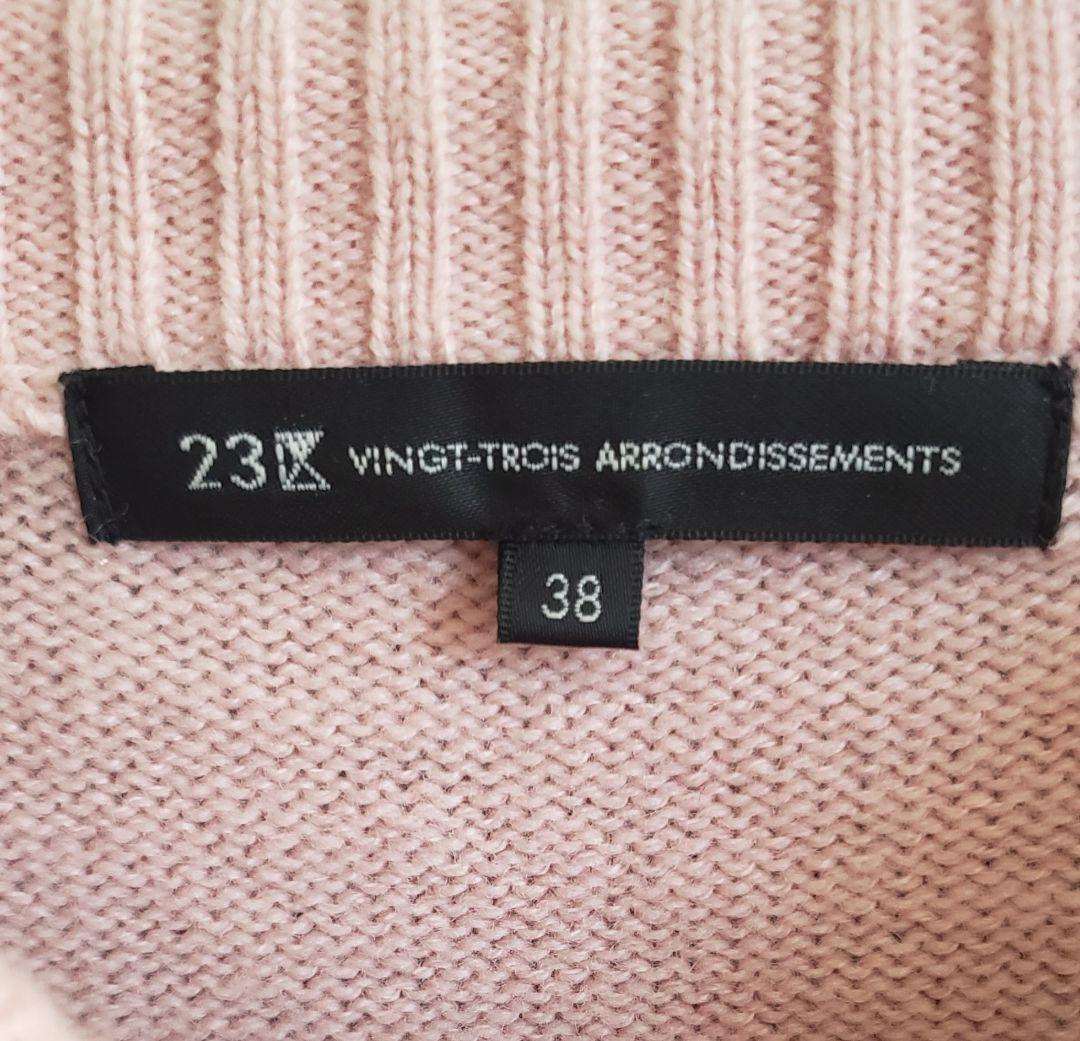 23区 VINGT-TROIS ARRONDISSEMENTS
38